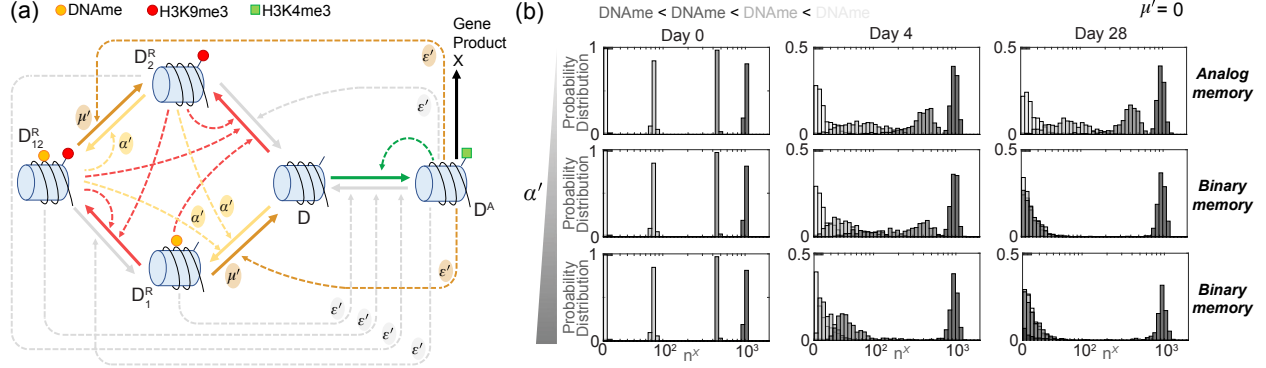 (a)
DNAme
H3K9me3
H3K4me3
Gene
Product
X
D₂ᴿ
ε′
ε′
μ′
D₁₂ᴿ
α′
D
Dᴬ
α′
α′
D₁ᴿ
μ′
ε′
ε′
ε′
ε′
ε′
(b)
DNAme < DNAme < DNAme < DNAme
μ′ = 0
Day 0
Day 4
Day 28
Probability
Distribution
1
0
0.5
0
0.5
0
Analog
memory
α′
Probability
Distribution
1
0
0.5
0
0.5
0
Binary
memory
Probability
Distribution
1
0
0.5
0
0.5
0
Binary
memory
0
10²
nˣ
10³
0
10²
nˣ
10³
0
10²
nˣ
10³